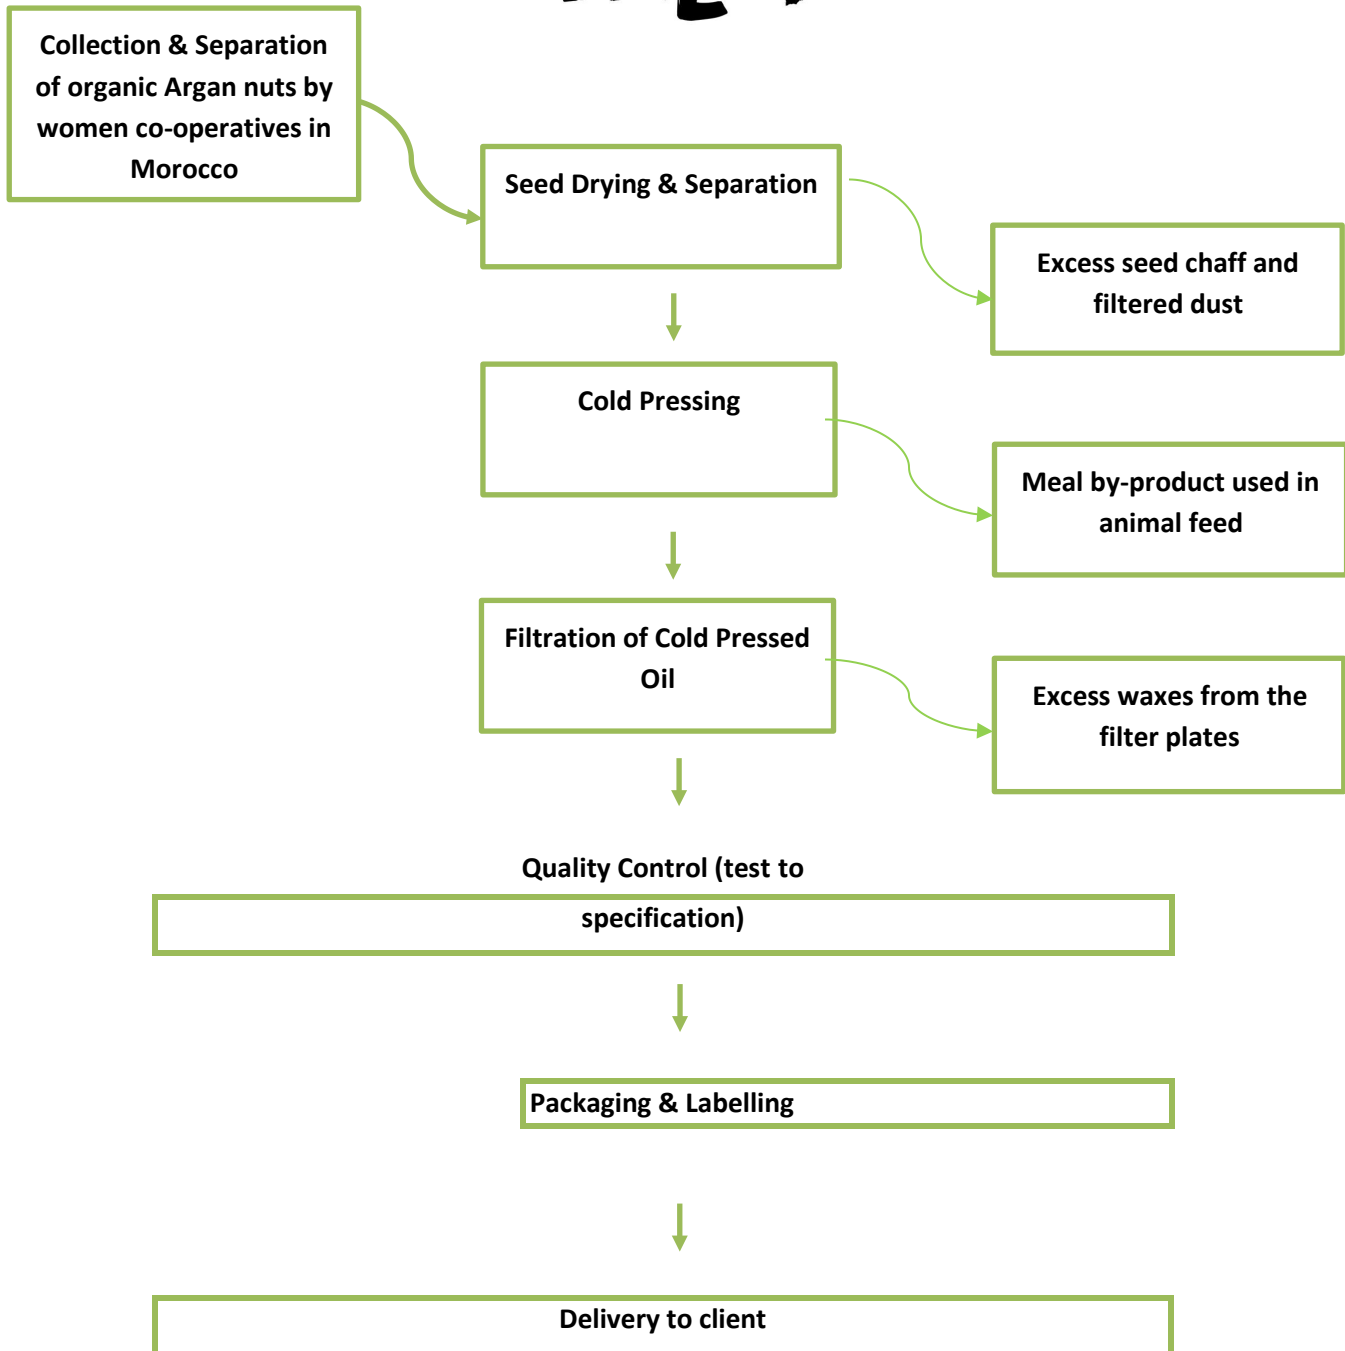 Collection & Separation
of organic Argan nuts by
women co-operatives in
Morocco
Seed Drying & Separation
Excess seed chaff and
filtered dust
Cold Pressing
Meal by-product used in
animal feed
Filtration of Cold Pressed
Oil
Excess waxes from the
filter plates
Quality Control (test to
specification)
Packaging & Labelling
Delivery to client